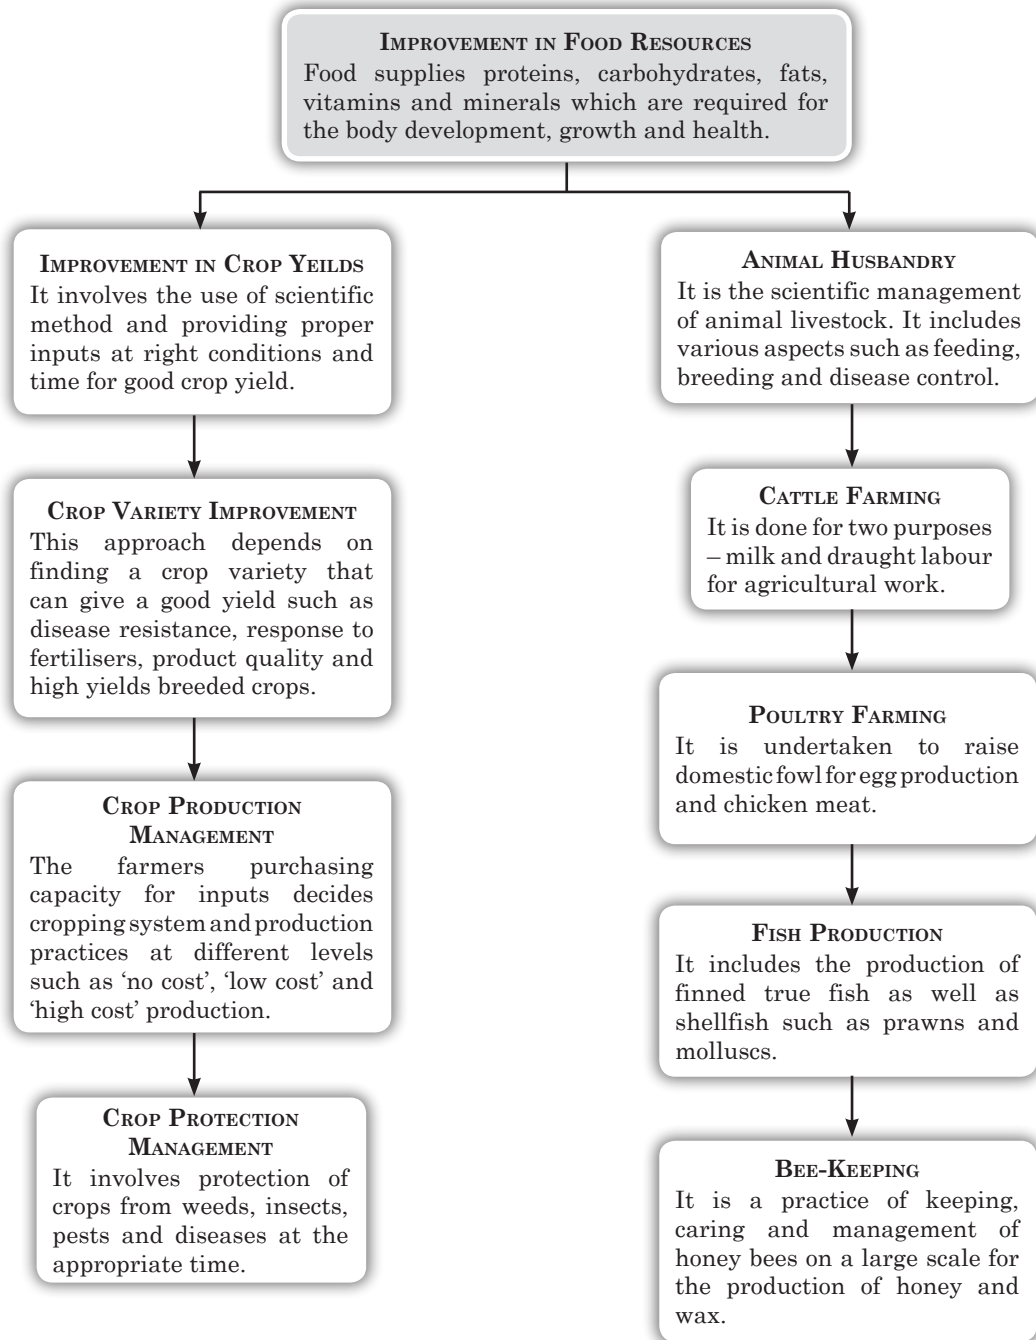 IMPROVEMENT IN FOOD RESOURCES
Food supplies proteins, carbohydrates, fats,
vitamins and minerals which are required for
the body development, growth and health.
IMPROVEMENT IN CROP YEILDS
It involves the use of scientific
method and providing proper
inputs at right conditions and
time for good crop yield.
CROP VARIETY IMPROVEMENT
This approach depends on
finding a crop variety that
can give a good yield such as
disease resistance, response to
fertilisers, product quality and
high yields breeded crops.
CROP PRODUCTION
MANAGEMENT
The farmers purchasing
capacity for inputs decides
cropping system and production
practices at different levels
such as ‘no cost’, ‘low cost’ and
‘high cost’ production.
CROP PROTECTION
MANAGEMENT
It involves protection of
crops from weeds, insects,
pests and diseases at the
appropriate time.
ANIMAL HUSBANDRY
It is the scientific management
of animal livestock. It includes
various aspects such as feeding,
breeding and disease control.
CATTLE FARMING
It is done for two purposes
– milk and draught labour
for agricultural work.
POULTRY FARMING
It is undertaken to raise
domestic fowl for egg production
and chicken meat.
FISH PRODUCTION
It includes the production of
finned true fish as well as
shellfish such as prawns and
molluscs.
BEE-KEEPING
It is a practice of keeping,
caring and management of
honey bees on a large scale for
the production of honey and
wax.